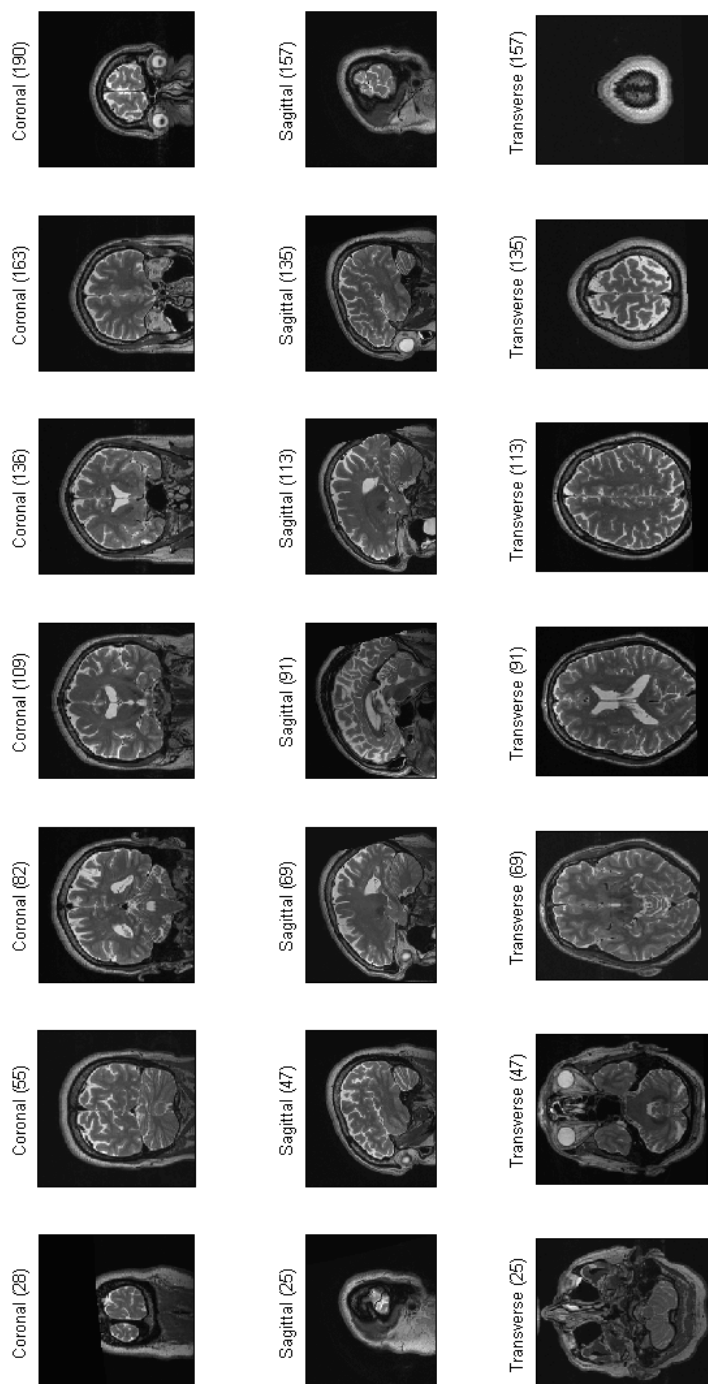 Coronal (28)
Coronal (55)
Coronal (82)
Coronal (109)
Coronal (136)
Coronal (163)
Coronal (190)
Sagittal (25)
Sagittal (47)
Sagittal (69)
Sagittal (91)
Sagittal (113)
Sagittal (135)
Sagittal (157)
Transverse (25)
Transverse (47)
Transverse (69)
Transverse (91)
Transverse (113)
Transverse (135)
Transverse (157)